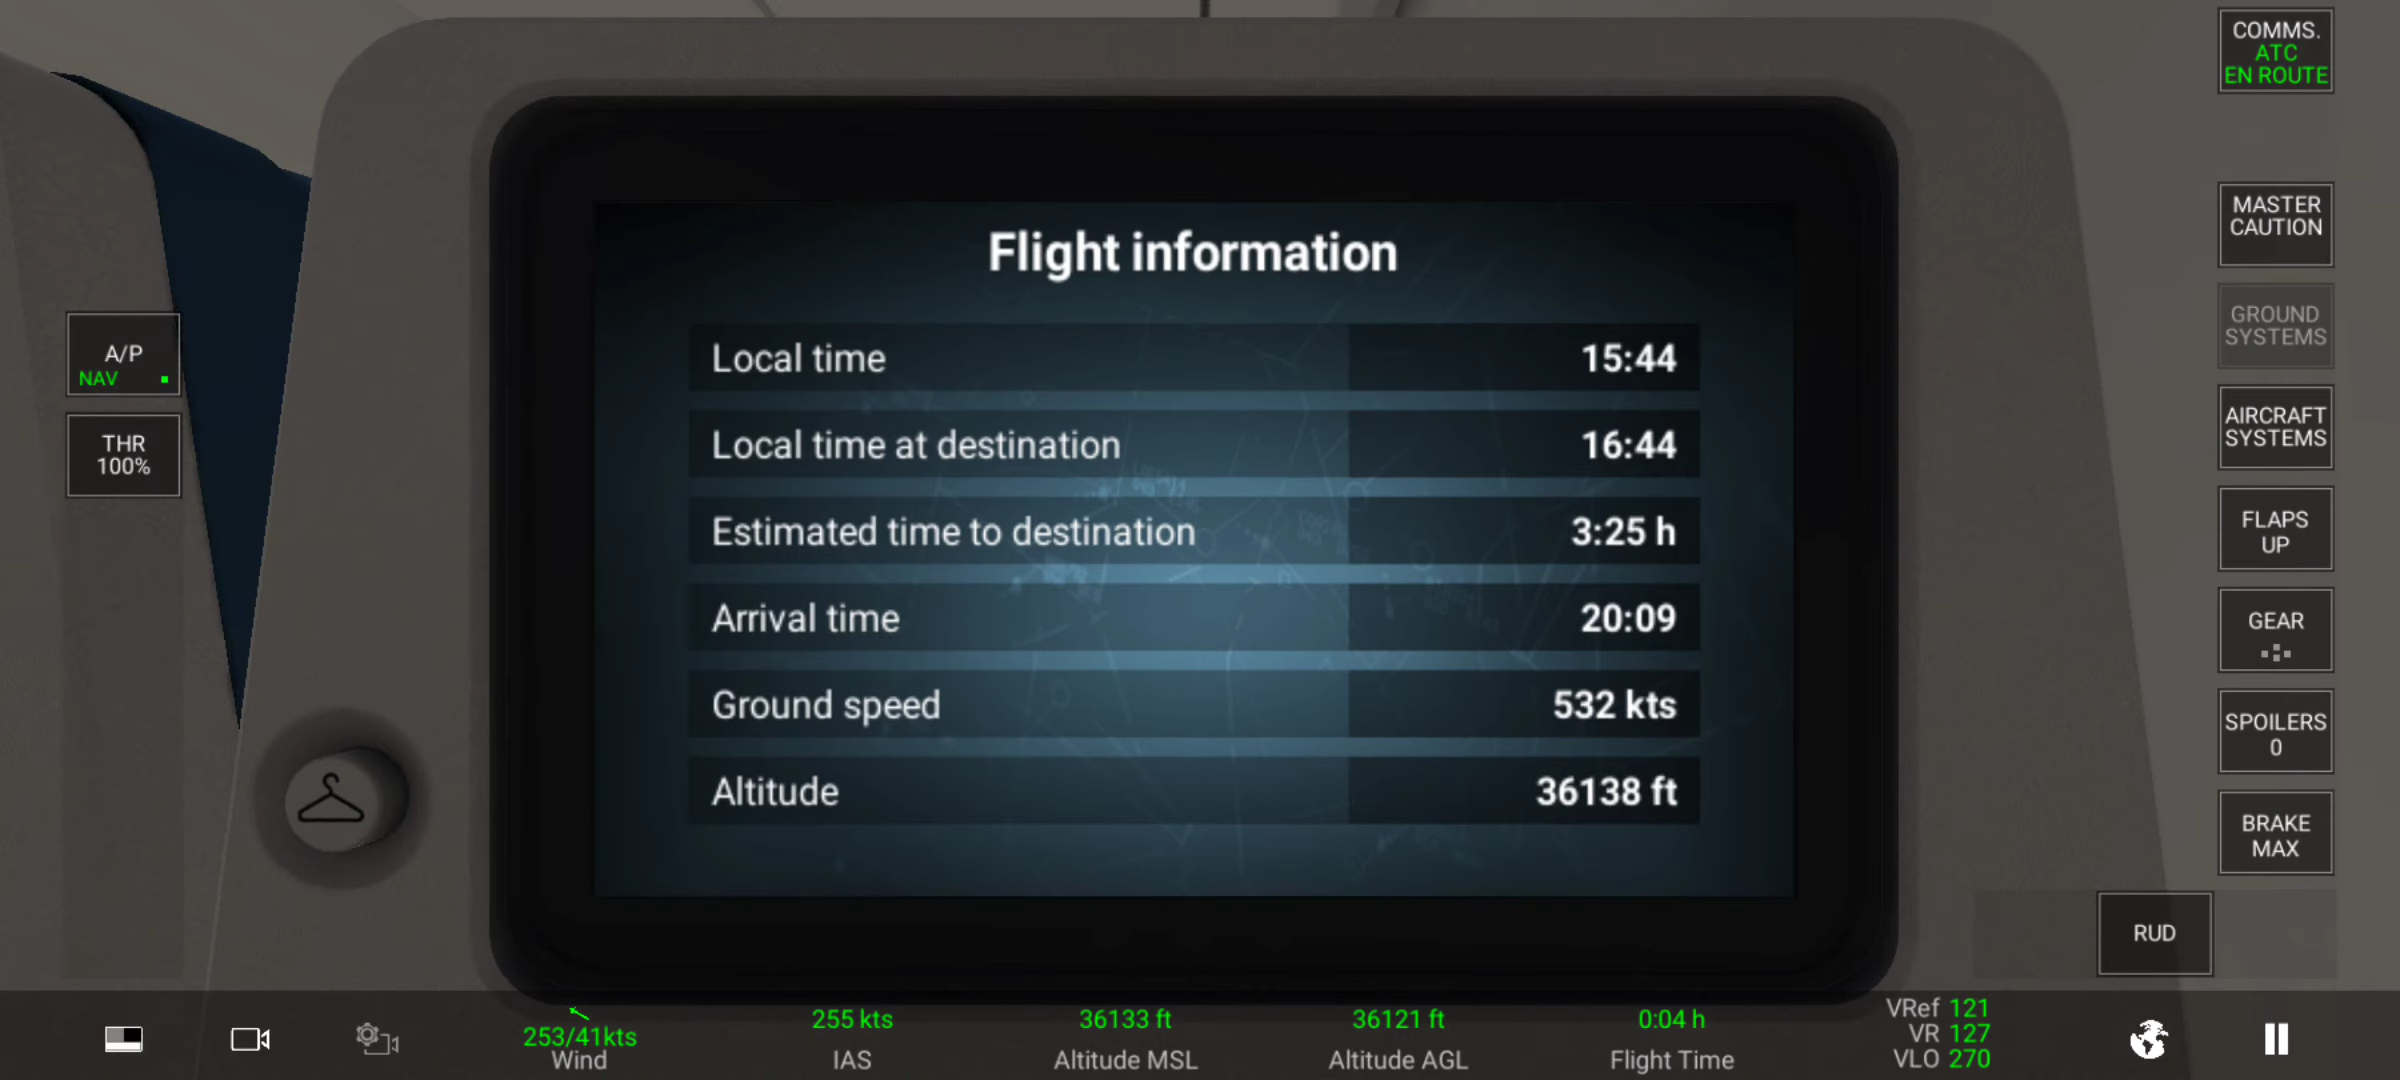 COMMS.
ATC
EN ROUTE
MASTER
CAUTION
GROUND
SYSTEMS
AIRCRAFT
SYSTEMS
FLAPS
UP
GEAR
SPOILERS
0
BRAKE
MAX
RUD
A/P
NAV
THR
100%
Flight information
Local time 15:44
Local time at destination 16:44
Estimated time to destination 3:25 h
Arrival time 20:09
Ground speed 532 kts
Altitude 36138 ft
253/41kts
Wind
255 kts
IAS
36133 ft
Altitude MSL
36121 ft
Altitude AGL
0:04 h
Flight Time
VRef 121
VR 127
VLO 270